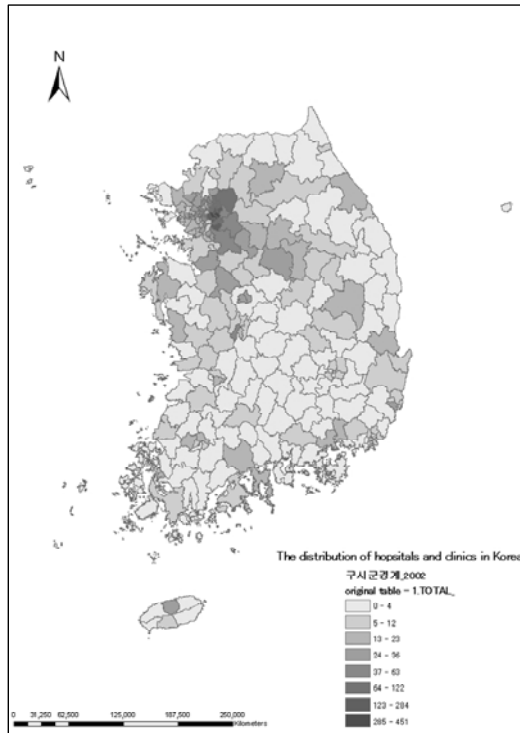 N
The distribution of hopsitals and clinics in Korea
구시군경계_2002
original table - 1.TOTAL_
0 - 4
5 - 12
13 - 23
24 - 36
37 - 63
64 - 122
123 - 284
285 - 451
0 31,250 62,500 125,000 187,500 250,000
Kilometers